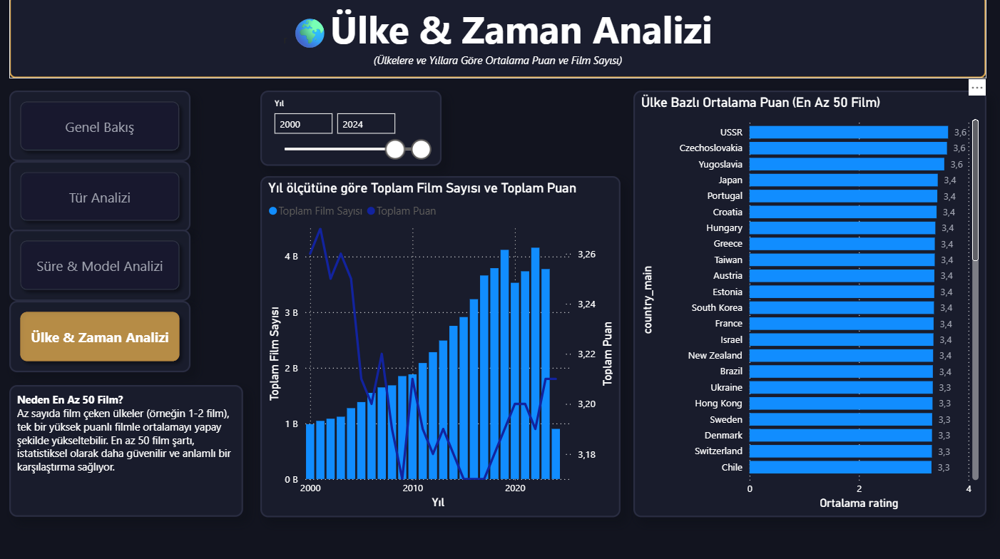 Ülke & Zaman Analizi
(Ülkelere ve Yıllara Göre Ortalama Puan ve Film Sayısı)
Genel Bakış
Tür Analizi
Süre & Model Analizi
Ülke & Zaman Analizi
Neden En Az 50 Film?
Az sayıda film çeken ülkeler (örneğin 1-2 film),
tek bir yüksek puanlı filmle ortalamayı yapay
şekilde yükseltebilir. En az 50 film şartı,
istatistiksel olarak daha güvenilir ve anlamlı bir
karşılaştırma sağlıyor.
Yıl
2000 2024
Yıl ölçütüne göre Toplam Film Sayısı ve Toplam Puan
Toplam Film Sayısı Toplam Puan
4 B
3 B
2 B
1 B
0 B
Toplam Film Sayısı
3,26
3,24
3,22
3,20
3,18
Toplam Puan
2000 2010 2020
Yıl
Ülke Bazlı Ortalama Puan (En Az 50 Film)
country_main
USSR 3,6
Czechoslovakia 3,6
Yugoslavia 3,6
Japan 3,4
Portugal 3,4
Croatia 3,4
Hungary 3,4
Greece 3,4
Taiwan 3,4
Austria 3,4
Estonia 3,4
South Korea 3,4
France 3,4
Israel 3,4
New Zealand 3,4
Brazil 3,4
Ukraine 3,3
Hong Kong 3,3
Sweden 3,3
Denmark 3,3
Switzerland 3,3
Chile 3,3
0 2 4
Ortalama rating